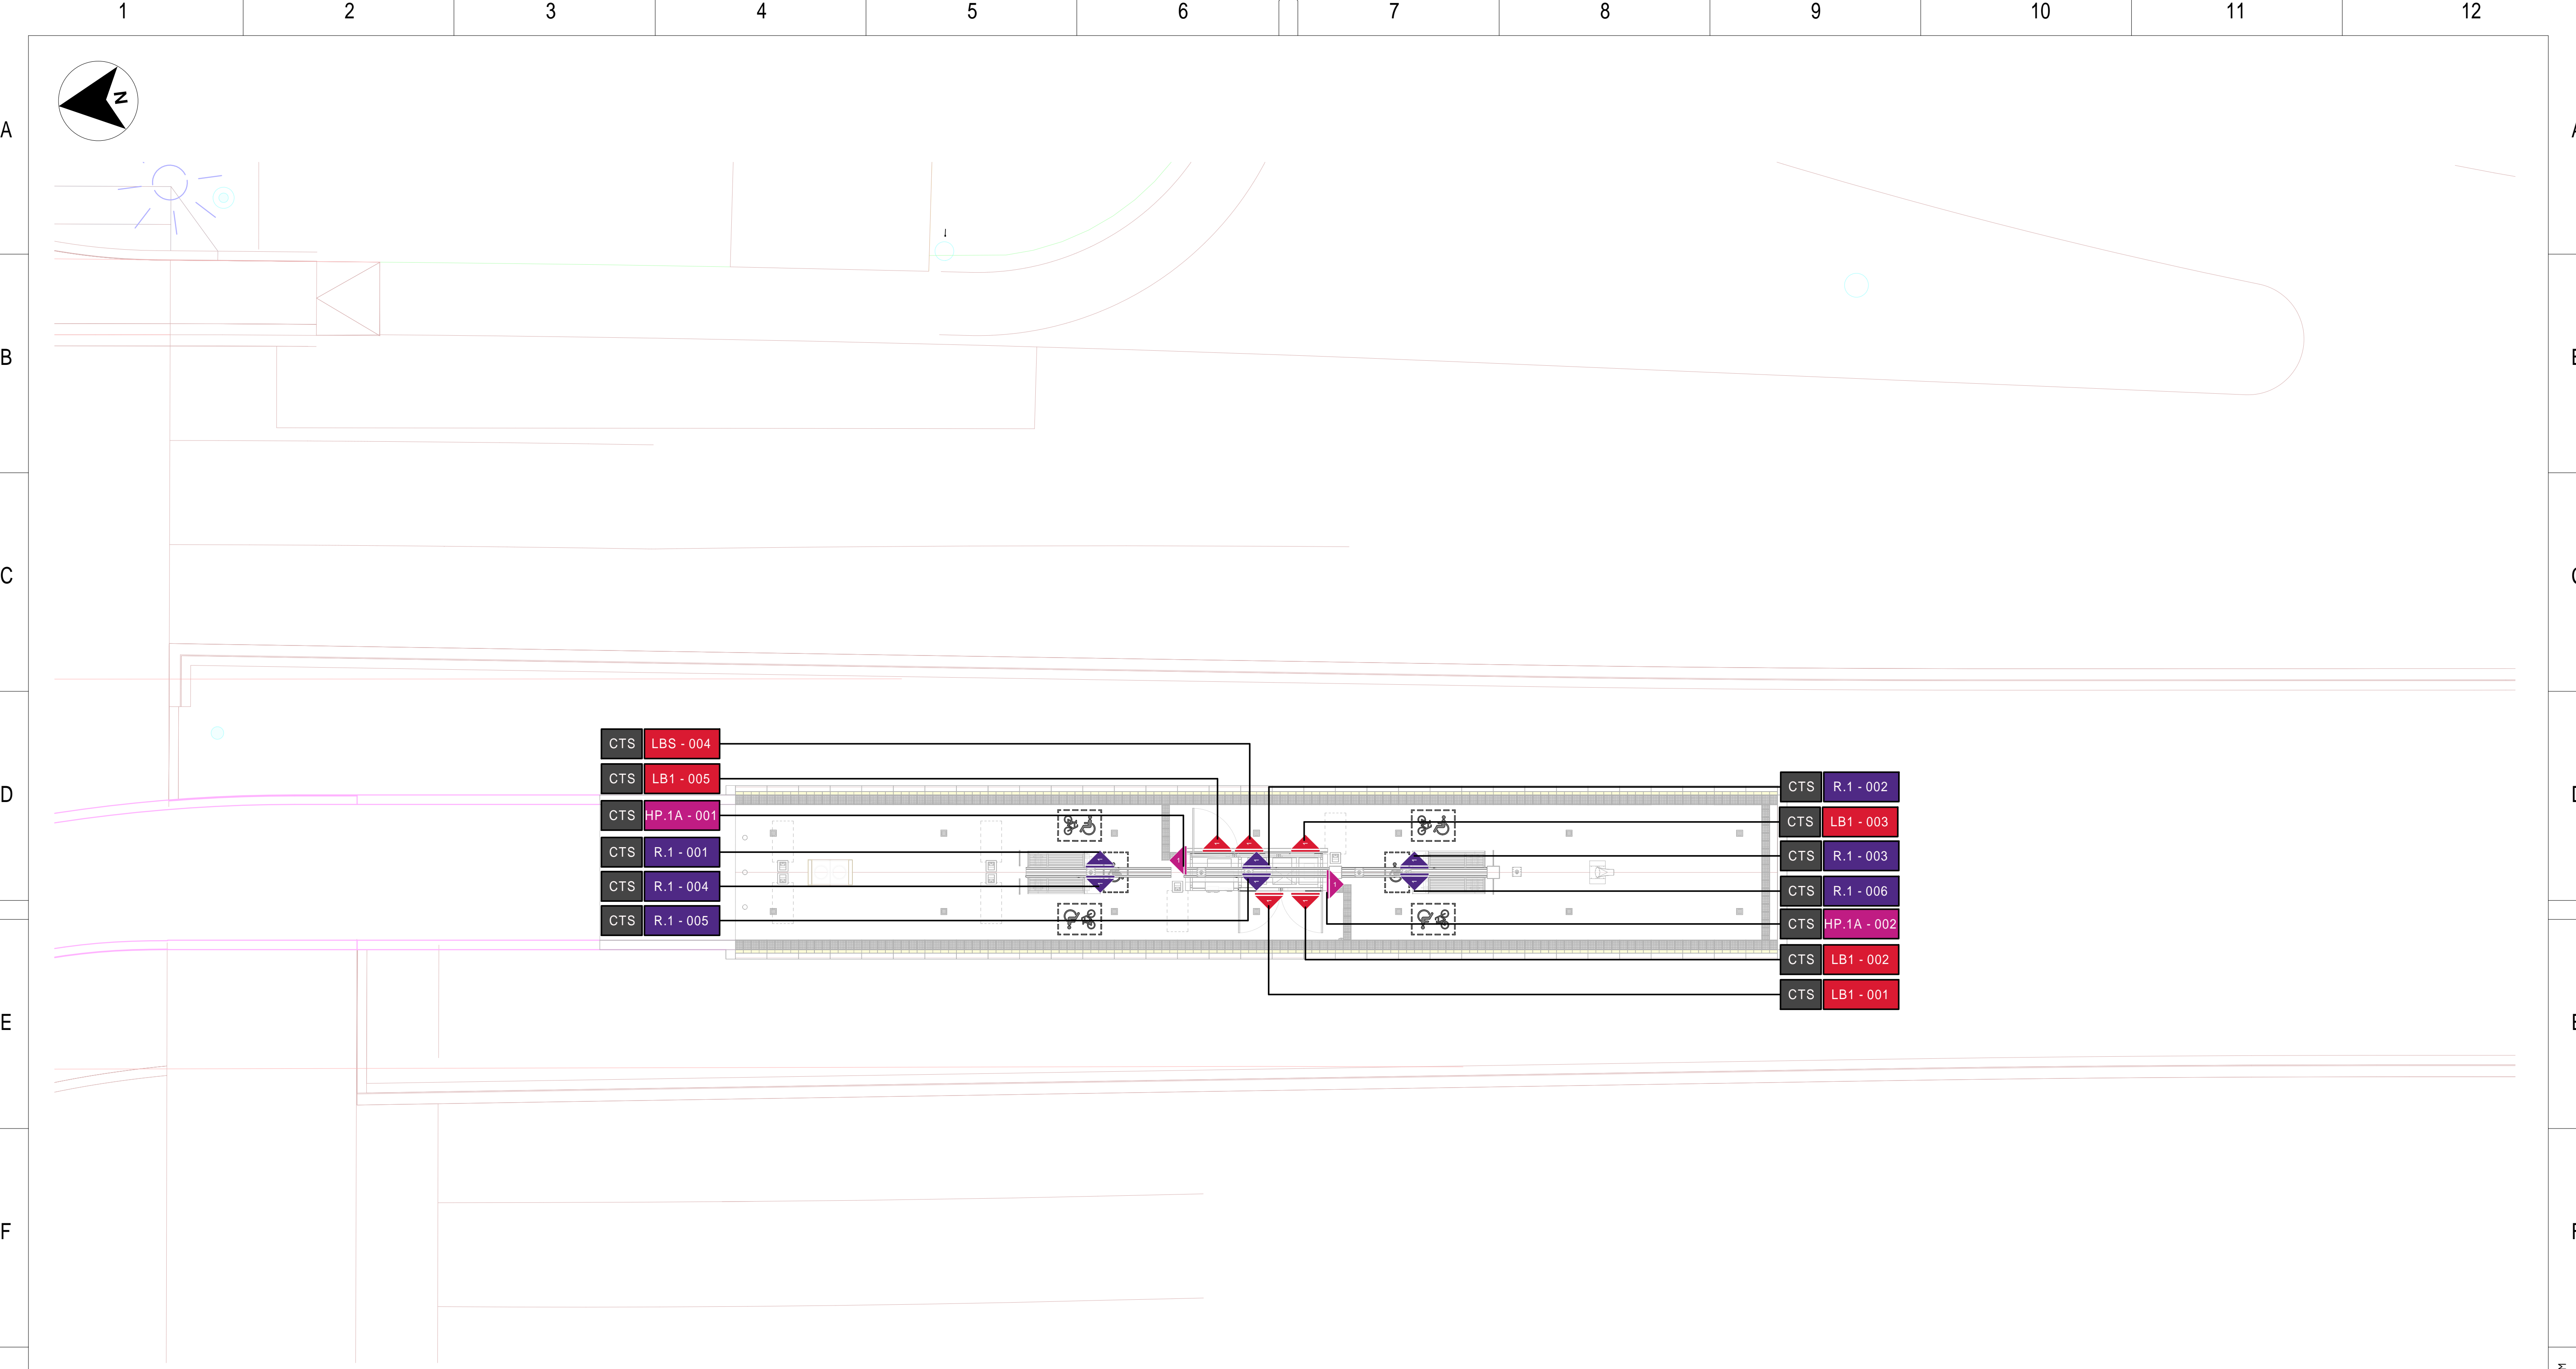 1 2 3 4 5 6 7 8 9 10 11 12
N
A
B
C
D
E
F
CTS LBS - 004
CTS LB1 - 005
CTS HP.1A - 001
CTS R.1 - 001
CTS R.1 - 004
CTS R.1 - 005
CTS R.1 - 002
CTS LB1 - 003
CTS R.1 - 003
CTS R.1 - 006
CTS HP.1A - 002
CTS LB1 - 002
CTS LB1 - 001